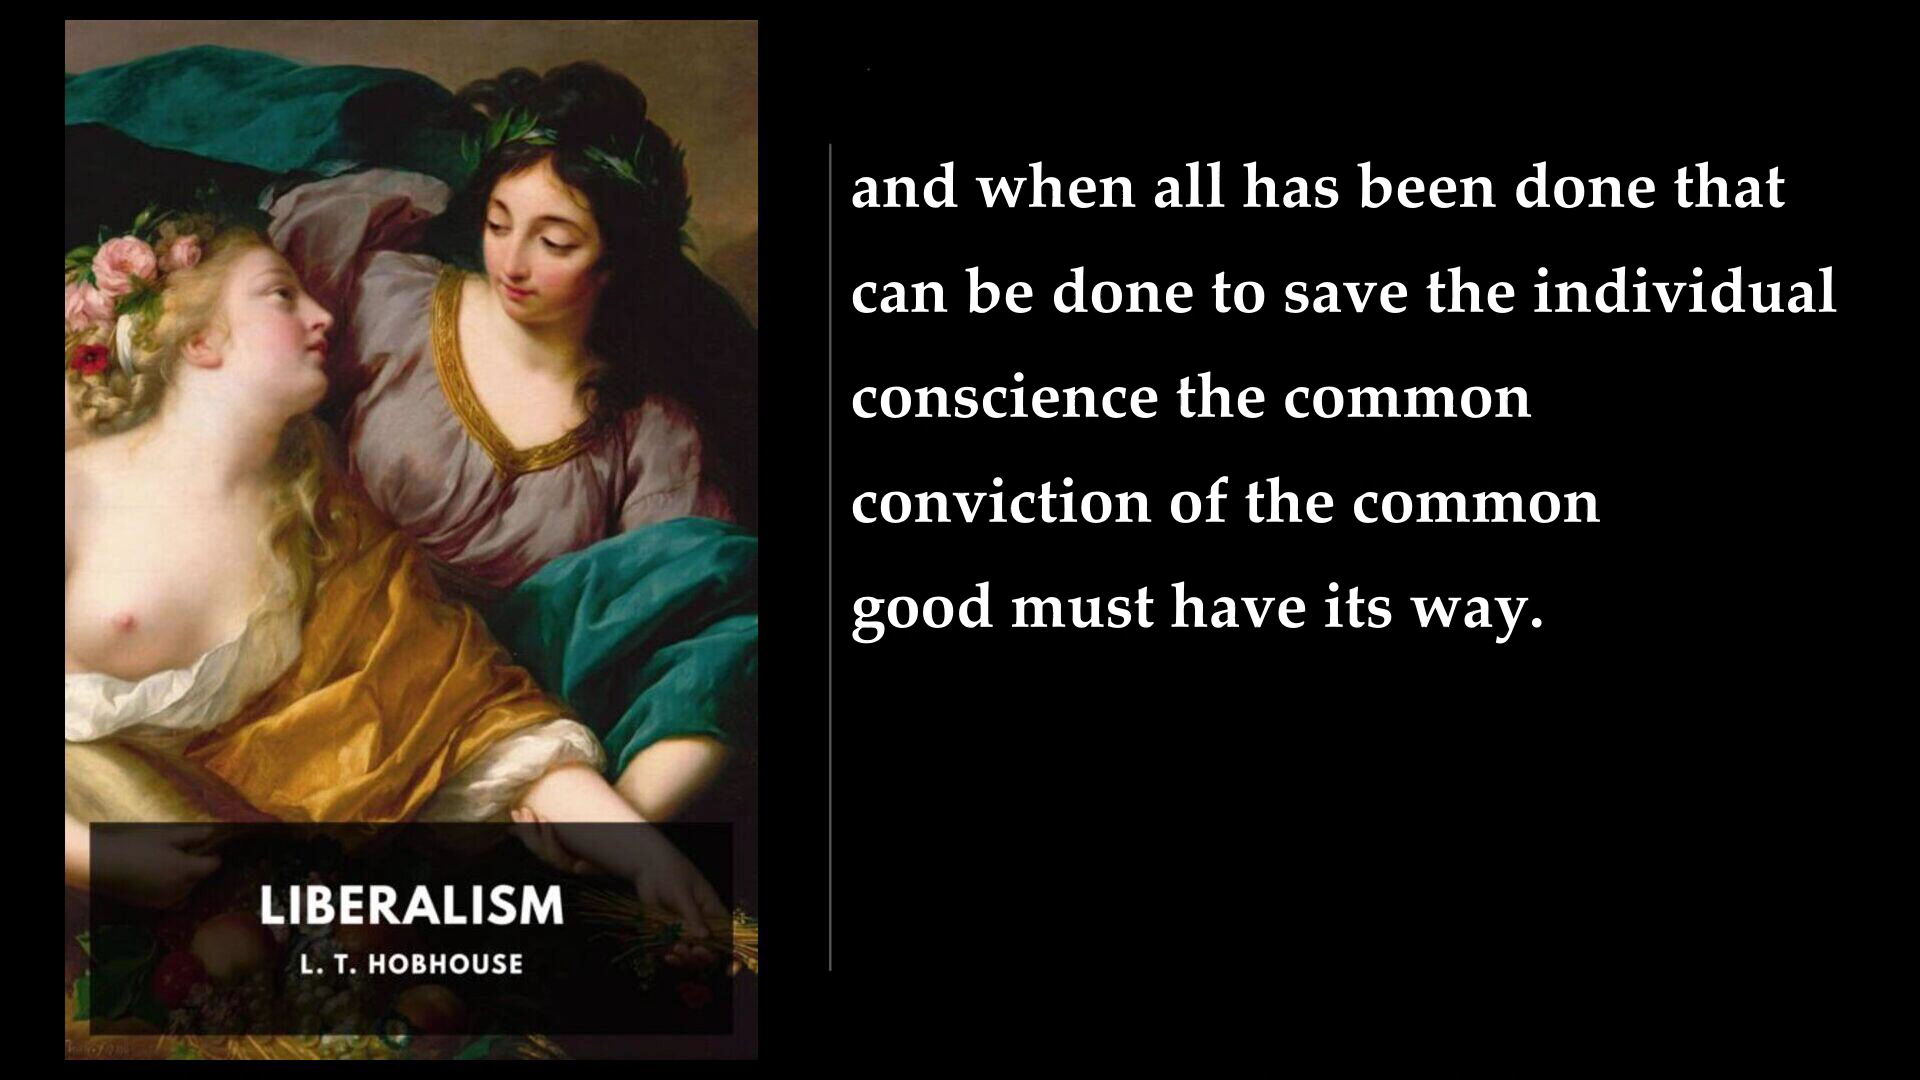 and when all has been done that
can be done to save the individual
conscience the common
conviction of the common
good must have its way.
LIBERALISM
L. T. HOBHOUSE